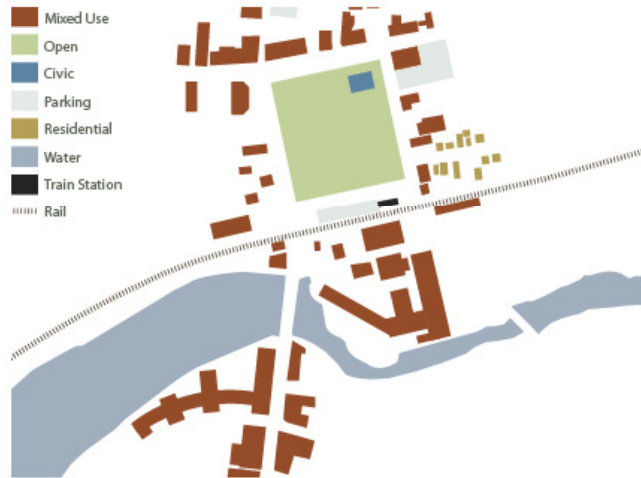 Mixed Use
Open
Civic
Parking
Residential
Water
Train Station
Rail